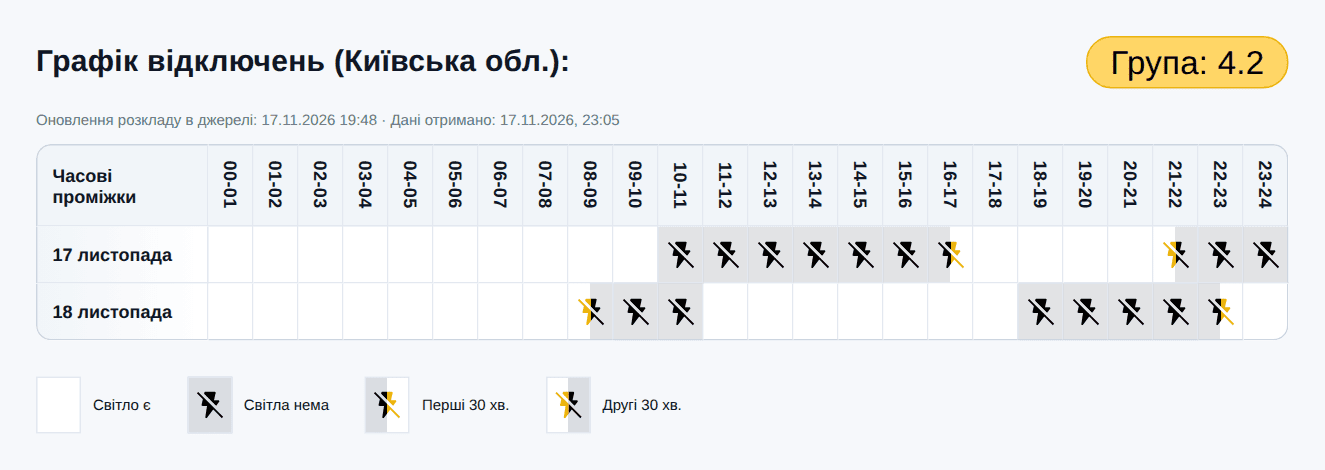 Графік відключень (Київська обл.):
Група: 4.2
Оновлення розкладу в джерелі: 17.11.2026 19:48 · Дані отримано: 17.11.2026, 23:05
Часові
проміжки
00-01
01-02
02-03
03-04
04-05
05-06
06-07
07-08
08-09
09-10
10-11
11-12
12-13
13-14
14-15
15-16
16-17
17-18
18-19
19-20
20-21
21-22
22-23
23-24
17 листопада
18 листопада
Світло є
Світла нема
Перші 30 хв.
Другі 30 хв.